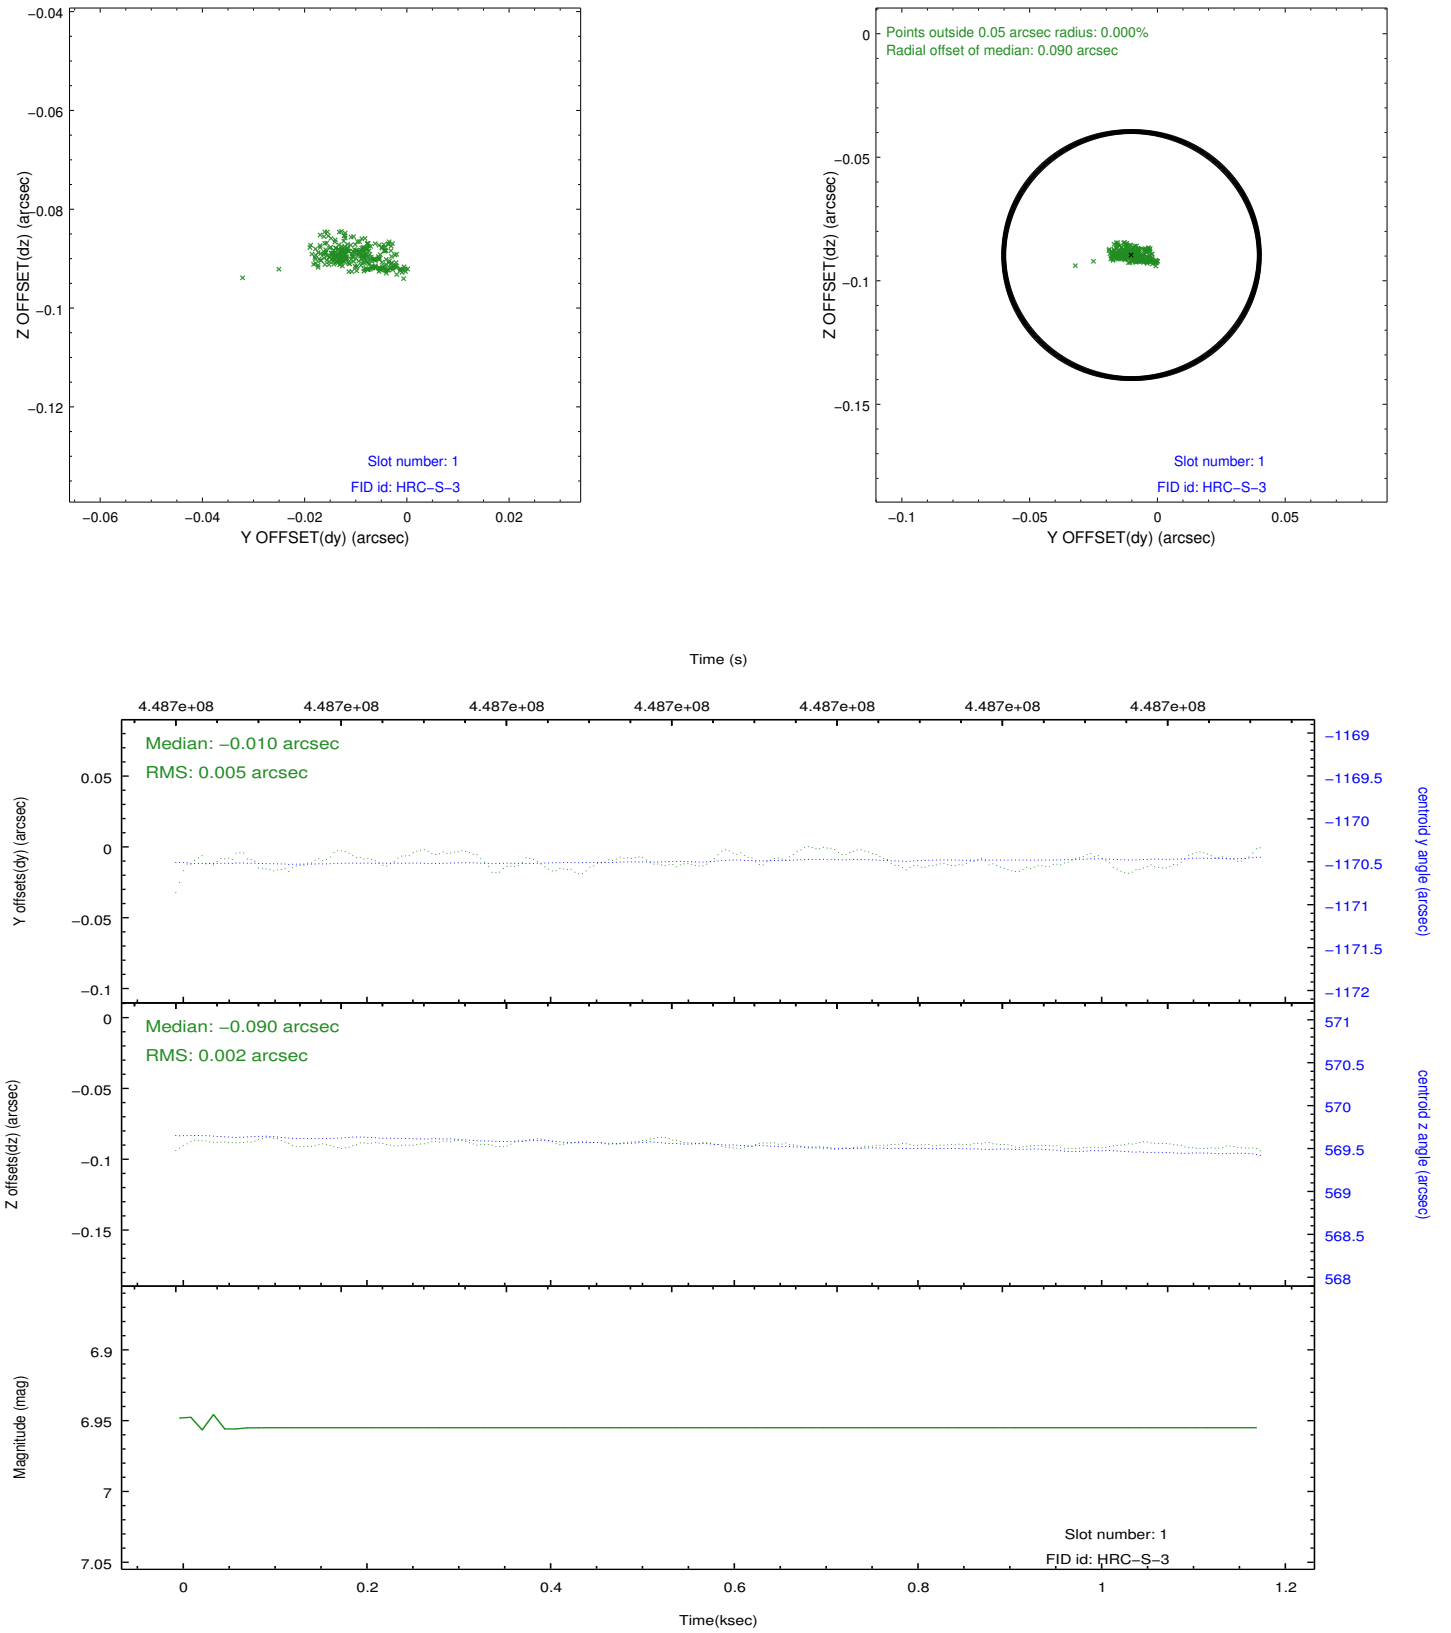 −0.04
−0.06
−0.08
−0.1
−0.12
Z OFFSET(dz) (arcsec)
Slot number: 1
FID id: HRC−S−3
−0.06 −0.04 −0.02 0 0.02
Y OFFSET(dy) (arcsec)
Points outside 0.05 arcsec radius: 0.000%
Radial offset of median: 0.090 arcsec
0
−0.05
−0.1
−0.15
Z OFFSET(dz) (arcsec)
Slot number: 1
FID id: HRC−S−3
−0.1 −0.05 0 0.05
Y OFFSET(dy) (arcsec)
Time (s)
4.487e+08 4.487e+08 4.487e+08 4.487e+08 4.487e+08 4.487e+08 4.487e+08
Median: −0.010 arcsec
RMS: 0.005 arcsec
0.05
0
−0.05
−0.1
Y offsets(dy) (arcsec)
−1169
−1169.5
−1170
−1170.5
−1171
−1171.5
−1172
centroid y angle (arcsec)
Median: −0.090 arcsec
RMS: 0.002 arcsec
0
−0.05
−0.1
−0.15
Z offsets(dz) (arcsec)
571
570.5
570
569.5
569
568.5
568
centroid z angle (arcsec)
6.9
6.95
7
7.05
Magnitude (mag)
Slot number: 1
FID id: HRC−S−3
0 0.2 0.4 0.6 0.8 1 1.2
Time(ksec)